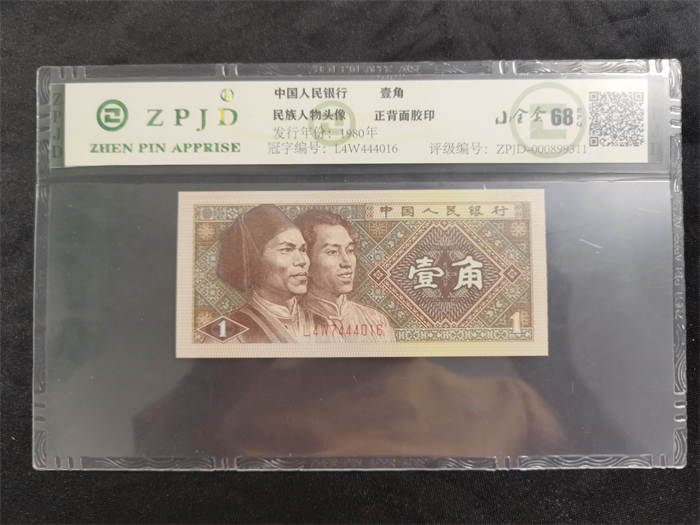 ZPJD
ZHEN PIN APPRISE
中国人民银行 壹角
民族人物头像 正背面胶印
发行年份: 1980年
冠字编号: L4W444016
68
评级编号: ZPJD-000899311
中国人民银行
壹角
1
L4W7444016
1